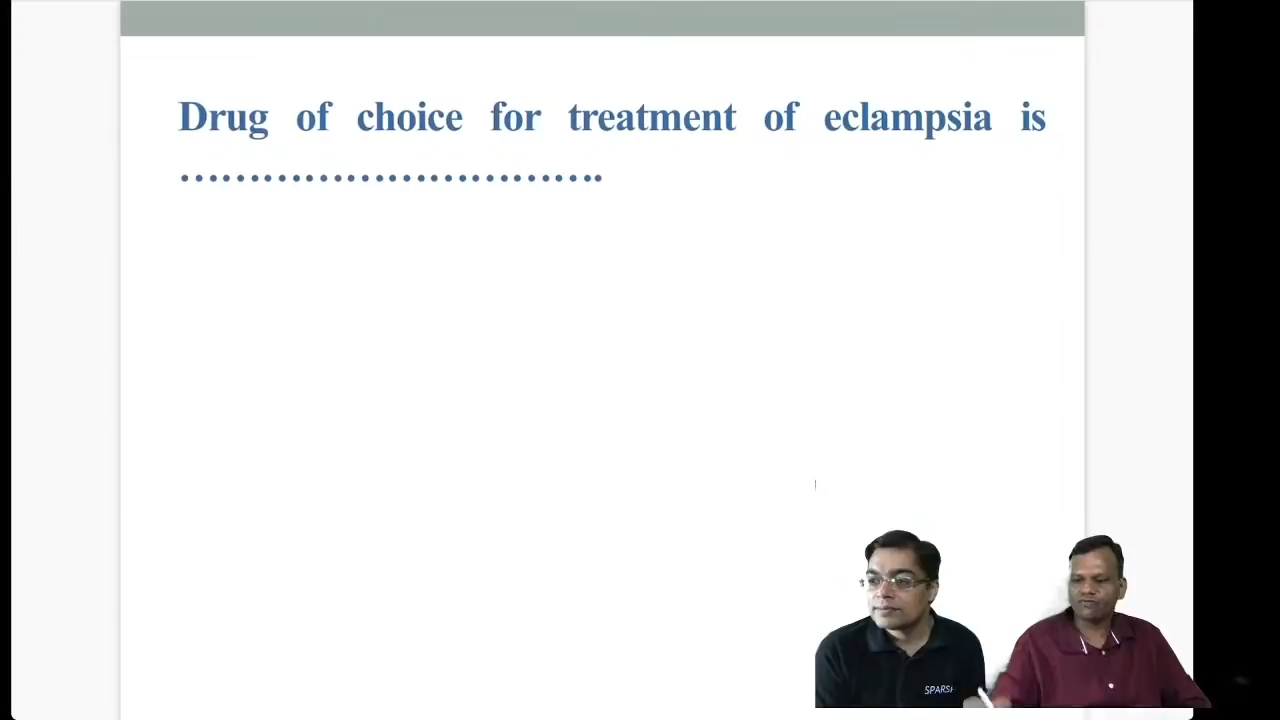 Drug of choice for treatment of eclampsia is
…………………………..
SPARSH